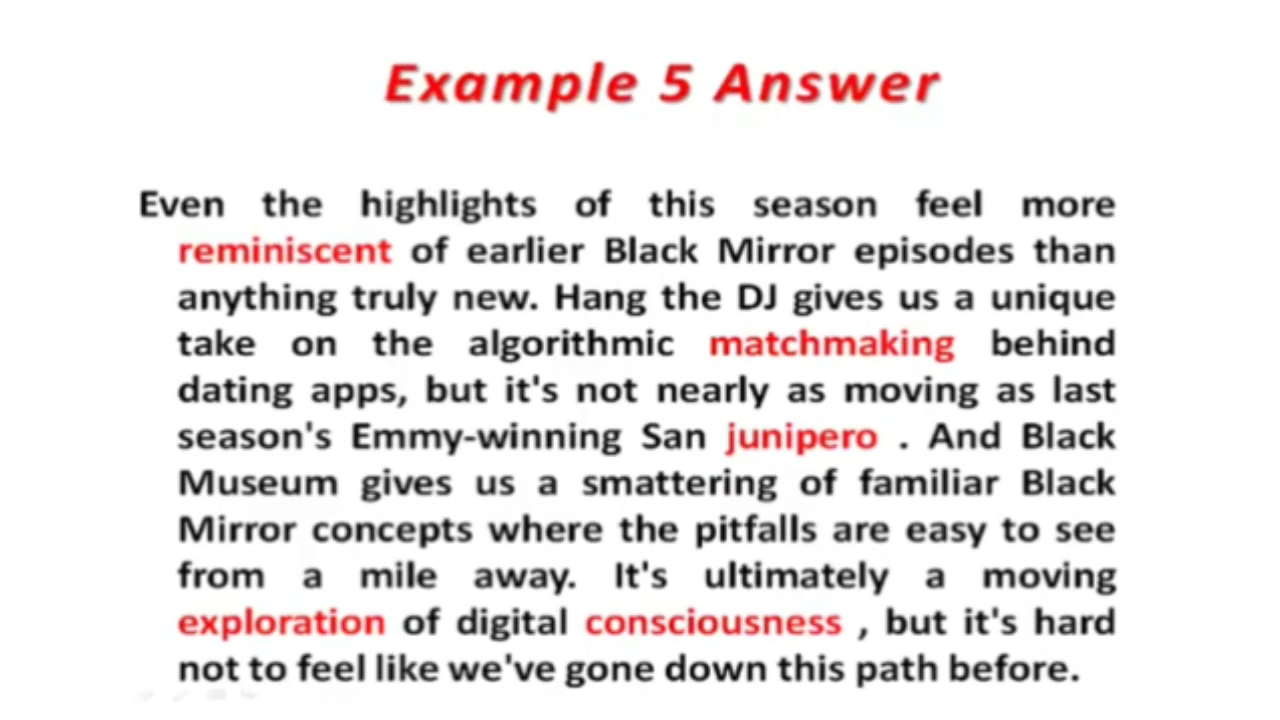 Example 5 Answer
Even the highlights of this season feel more
reminiscent of earlier Black Mirror episodes than
anything truly new. Hang the DJ gives us a unique
take on the algorithmic matchmaking behind
dating apps, but it's not nearly as moving as last
season's Emmy-winning San junipero . And Black
Museum gives us a smattering of familiar Black
Mirror concepts where the pitfalls are easy to see
from a mile away. It's ultimately a moving
exploration of digital consciousness , but it's hard
not to feel like we've gone down this path before.